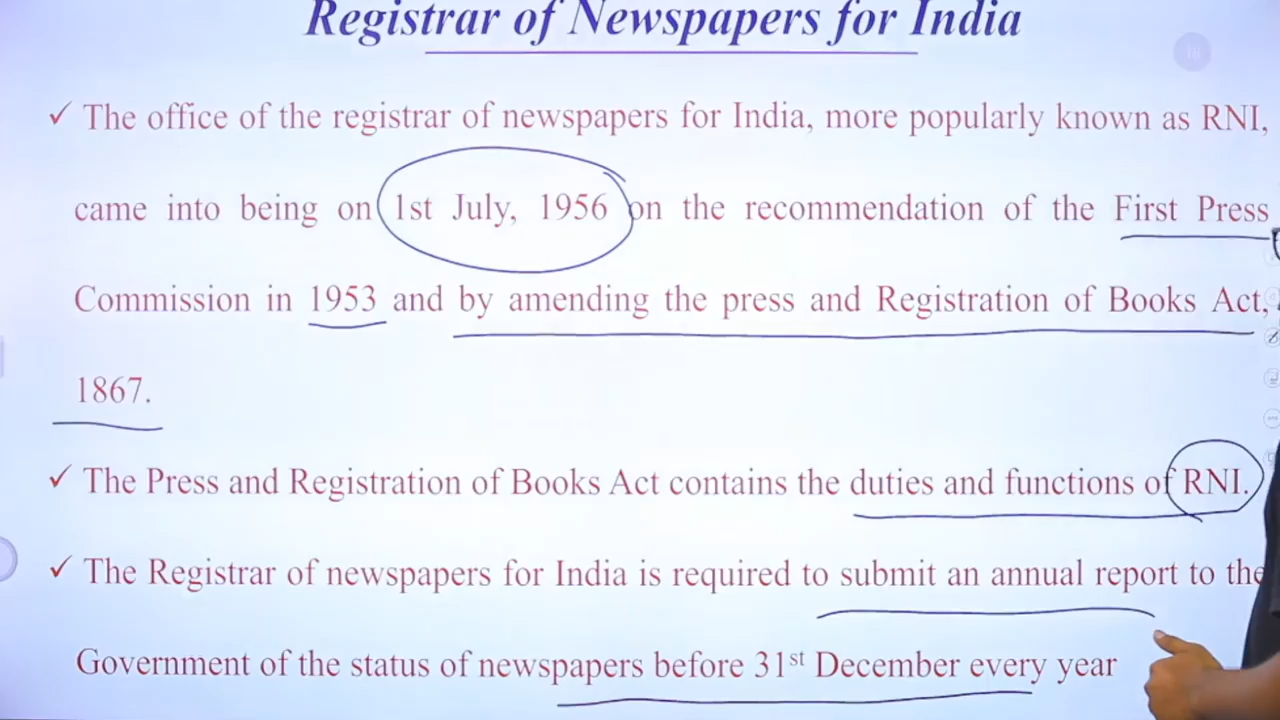 Registrar of Newspapers for India
✓ The office of the registrar of newspapers for India, more popularly known as RNI,
came into being on 1st July, 1956 on the recommendation of the First Press
Commission in 1953 and by amending the press and Registration of Books Act,
1867.
✓ The Press and Registration of Books Act contains the duties and functions of RNI.
✓ The Registrar of newspapers for India is required to submit an annual report to the
Government of the status of newspapers before 31st December every year